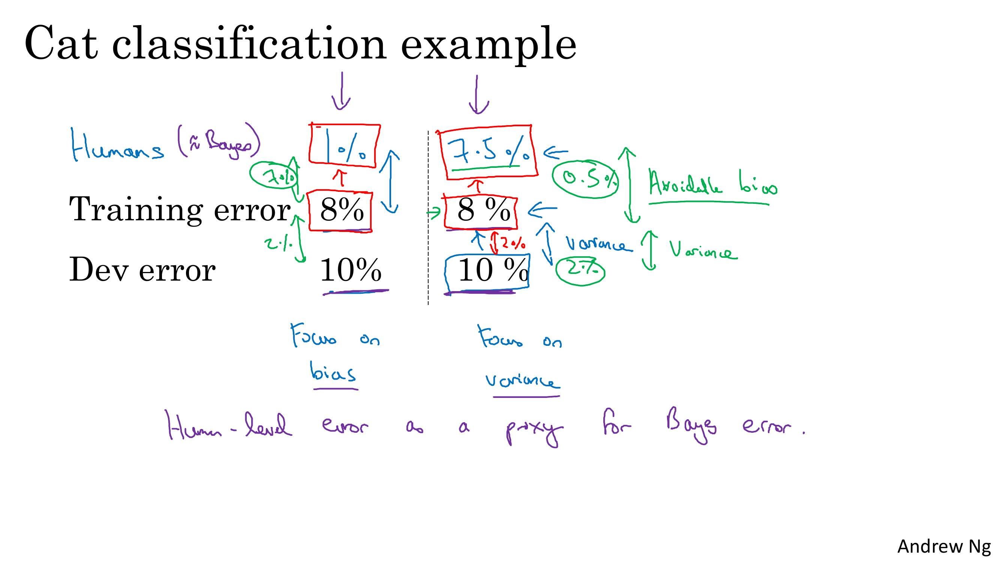 Cat classification example
Humans (≈ Bayes) 1% 7.5%
7% 0.5% Avoidable bias
Training error 8% 8 %
2% 2% variance Variance
Dev error 10% 10 % 2%
Focus on Focus on
bias variance
Human-level error as a proxy for Bayes error.
Andrew Ng